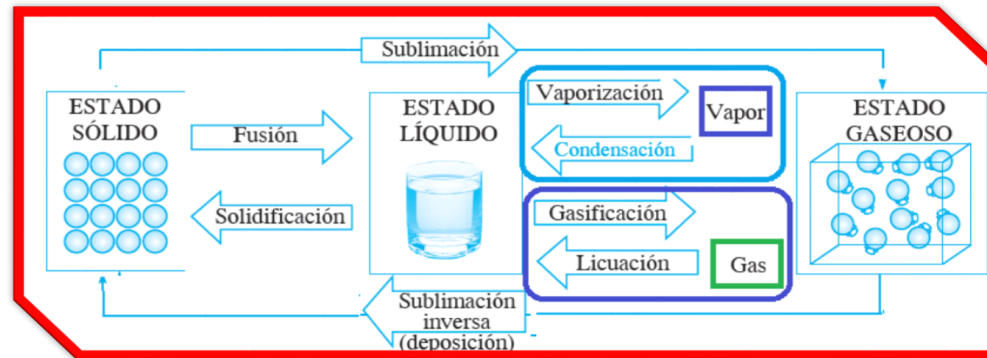 Sublimación
ESTADO
SÓLIDO
Fusión
Solidificación
ESTADO
LÍQUIDO
Vaporización
Vapor
Condensación
Gasificación
Licuación
Gas
ESTADO
GASEOSO
Sublimación
inversa
(deposición)